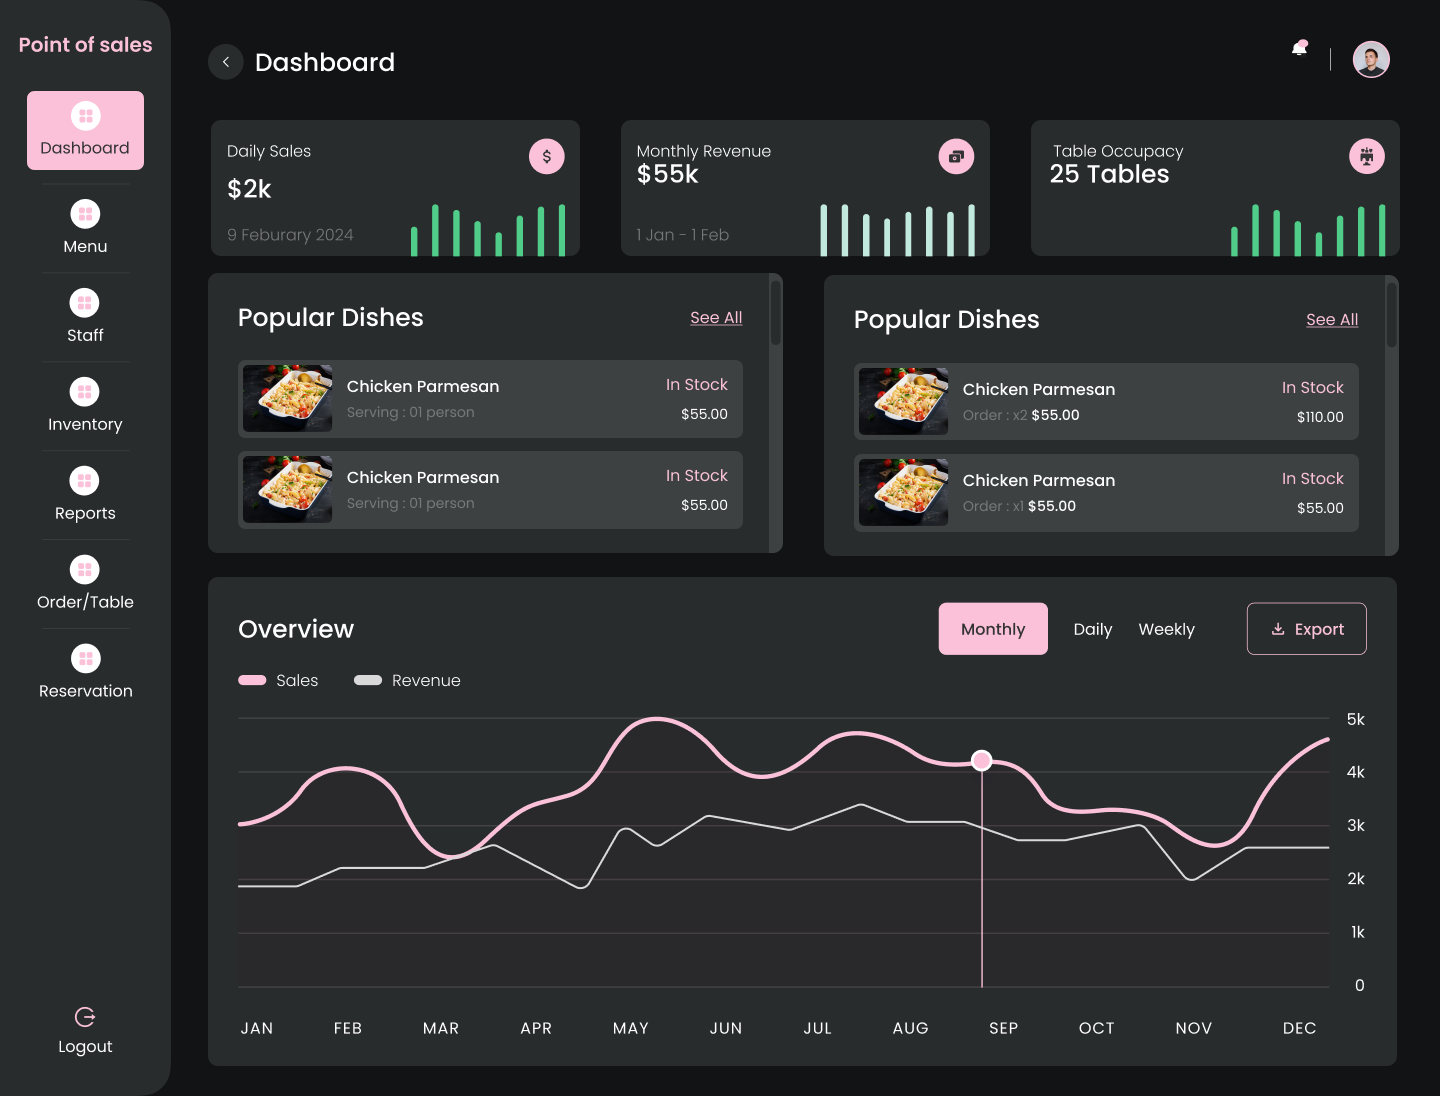 Point of sales
Dashboard
Menu
Staff
Inventory
Reports
Order/Table
Reservation
Logout
Dashboard
Daily Sales
$
$2k
9 Feburary 2024
Monthly Revenue
$55k
1 Jan - 1 Feb
Table Occupacy
25 Tables
Popular Dishes
See All
Chicken Parmesan
In Stock
Serving : 01 person
$55.00
Chicken Parmesan
In Stock
Serving : 01 person
$55.00
Popular Dishes
See All
Chicken Parmesan
In Stock
Order : x2 $55.00
$110.00
Chicken Parmesan
In Stock
Order : x1 $55.00
$55.00
Overview
Monthly
Daily
Weekly
Export
Sales
Revenue
5k
4k
3k
2k
1k
0
JAN FEB MAR APR MAY JUN JUL AUG SEP OCT NOV DEC